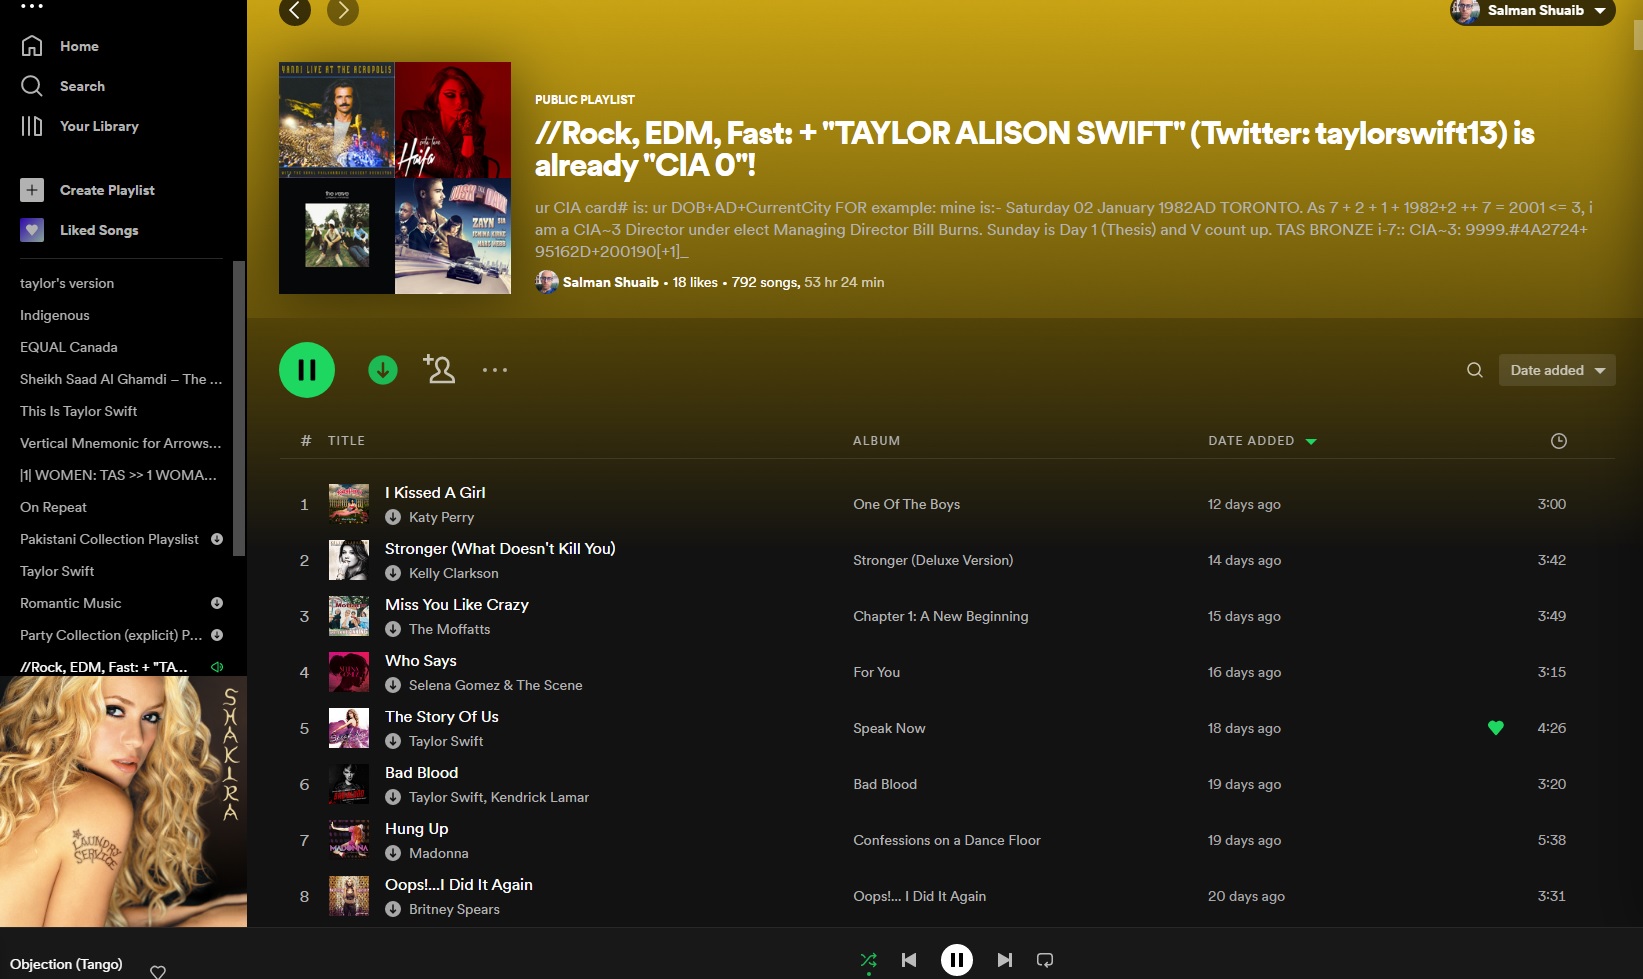 Home
Search
Your Library
Create Playlist
Liked Songs
taylor's version
Indigenous
EQUAL Canada
Sheikh Saad Al Ghamdi – The ...
This Is Taylor Swift
Vertical Mnemonic for Arrows...
|1| WOMEN: TAS >> 1 WOMA...
On Repeat
Pakistani Collection Playslist
Taylor Swift
Romantic Music
Party Collection (explicit) P...
//Rock, EDM, Fast: + "TA...
SHAKIRA
LAUNDRY
SERVICE
Objection (Tango)
Salman Shuaib
YANNI LIVE AT THE ACROPOLIS
Haifa
the verve
ZAYN
PUBLIC PLAYLIST
//Rock, EDM, Fast: + "TAYLOR ALISON SWIFT" (Twitter: taylorswift13) is
already "CIA 0"!
ur CIA card# is: ur DOB+AD+CurrentCity FOR example: mine is:- Saturday 02 January 1982AD TORONTO. As 7 + 2 + 1 + 1982+2 ++ 7 = 2001 <= 3, i
am a CIA~3 Director under elect Managing Director Bill Burns. Sunday is Day 1 (Thesis) and V count up. TAS BRONZE i-7:: CIA~3: 9999.#4A2724+
95162D+200190[+1]_
Salman Shuaib • 18 likes • 792 songs, 53 hr 24 min
Date added
# TITLE ALBUM DATE ADDED
1 I Kissed A Girl One Of The Boys 12 days ago 3:00
Katy Perry
2 Stronger (What Doesn't Kill You) Stronger (Deluxe Version) 14 days ago 3:42
Kelly Clarkson
3 Miss You Like Crazy Chapter 1: A New Beginning 15 days ago 3:49
The Moffatts
4 Who Says For You 16 days ago 3:15
Selena Gomez & The Scene
5 The Story Of Us Speak Now 18 days ago 4:26
Taylor Swift
6 Bad Blood Bad Blood 19 days ago 3:20
Taylor Swift, Kendrick Lamar
7 Hung Up Confessions on a Dance Floor 19 days ago 5:38
Madonna
8 Oops!...I Did It Again Oops!... I Did It Again 20 days ago 3:31
Britney Spears